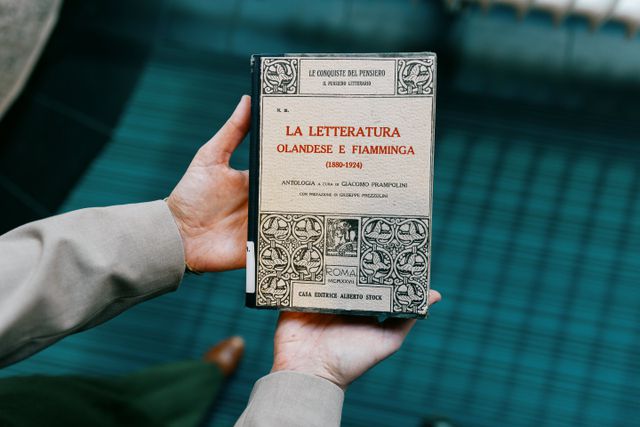 LE CONQUISTE DEL PENSIERO
IL PENSIERO LETTERARIO
LA LETTERATURA
OLANDESE E FIAMMINGA
(1880-1924)
ANTOLOGIA A CURA DI GIACOMO PRAMPOLINI
CON PREFAZIONE DI GIUSEPPE PREZZOLINI
ROMA
MCMXXVII
CASA EDITRICE ALBERTO STOCK